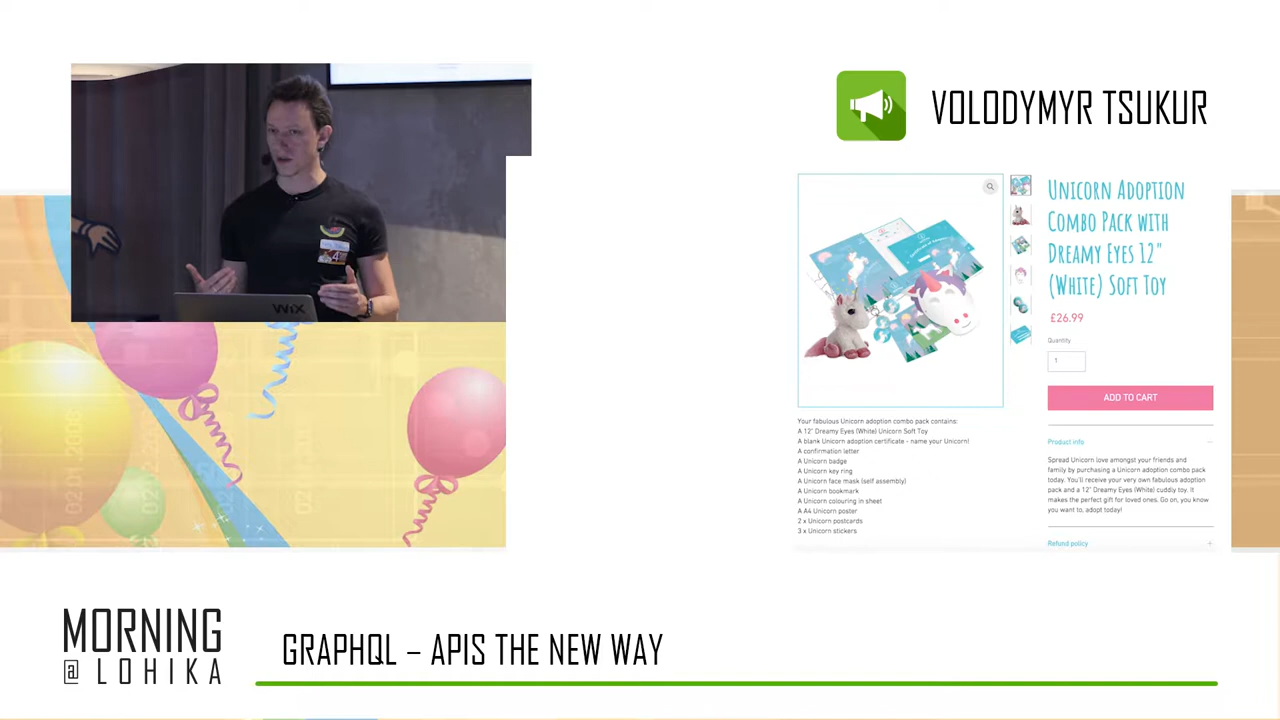 VOLODYMYR TSUKUR
WIX
4
UNICORN ADOPTION
COMBO PACK WITH
DREAMY EYES 12"
(WHITE) SOFT TOY
£26.99
Quantity
1
ADD TO CART
Your fabulous Unicorn adoption combo pack contains:
A 12" Dreamy Eyes (White) Unicorn Soft Toy
A blank Unicorn adoption certificate - name your Unicorn!
A confirmation letter
A Unicorn badge
A Unicorn key ring
A Unicorn face mask (self assembly)
A Unicorn bookmark
A Unicorn colouring in sheet
A A4 Unicorn poster
2 x Unicorn postcards
3 x Unicorn stickers
Product info
Spread Unicorn love amongst your friends and
family by purchasing a Unicorn adoption combo pack
today. You'll receive your very own fabulous adoption
pack and a 12" Dreamy Eyes (White) cuddly toy. It
makes the perfect gift for loved ones. Go on, you know
you want to, adopt today!
Refund policy
MORNING
@ LOHIKA
GRAPHQL – APIS THE NEW WAY